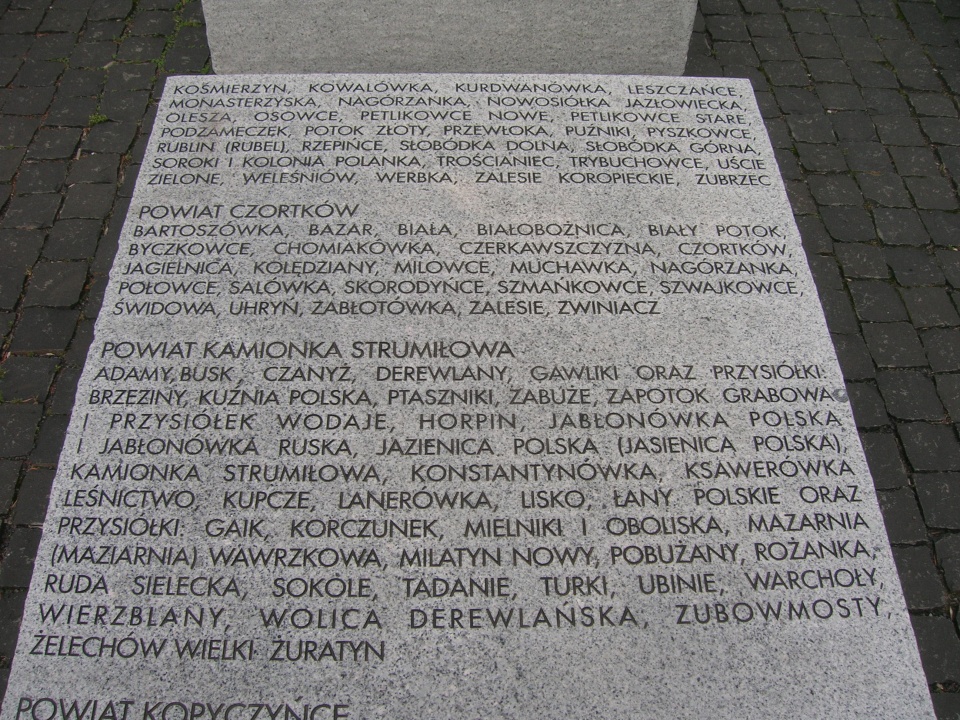 KOŚMIERZYN, KOWALÓWKA, KURDWANÓWKA, LESZCZAŃCE,
MONASTERZYSKA, NAGÓRZANKA, NOWOSIÓŁKA JAZŁOWIECKA,
OLESZA, OSOWCE, PETLIKOWCE NOWE, PETLIKOWCE STARE,
PODZAMECZEK, POTOK ZŁOTY, PRZEWŁOKA, PUŹNIKI, PYSZKOWCE,
RUBLIN (RUBEL), RZEPIŃCE, SŁOBÓDKA DOLNA, SŁOBÓDKA GÓRNA,
SOROKI I KOLONIA POLANKA, TROŚCIANIEC, TRYBUCHOWCE, UŚCIE
ZIELONE, WELEŚNIÓW, WERBKA, ZALESIE KOROPIECKIE, ZUBRZEC
POWIAT CZORTKÓW
BARTOSZÓWKA, BAZAR, BIAŁA, BIAŁOBOŻNICA, BIAŁY POTOK,
BYCZKOWCE, CHOMIAKÓWKA, CZERKAWSZCZYZNA, CZORTKÓW,
JAGIELNICA, KOLĘDZIANY, MILOWCE, MUCHAWKA, NAGÓRZANKA,
POŁOWCE, SALÓWKA, SKORODYŃCE, SZMAŃKOWCE, SZWAJKOWCE,
ŚWIDOWA, UHRYŃ, ZABŁOTÓWKA, ZALESIE, ZWINIACZ
POWIAT KAMIONKA STRUMIŁOWA
ADAMY, BUSK, CZANYŻ, DEREWLANY, GAWLIKI ORAZ PRZYSIÓŁKI:
BRZEZINY, KUŹNIA POLSKA, PTASZNIKI, ZABUŻE, ZAPOTOK GRABOWA
I PRZYSIÓŁEK WODAJE, HORPIN, JABŁONÓWKA POLSKA
I JABŁONÓWKA RUSKA, JAZIENICA POLSKA (JASIENICA POLSKA),
KAMIONKA STRUMIŁOWA, KONSTANTYNÓWKA, KSAWERÓWKA
LEŚNICTWO, KUPCZE, LANERÓWKA, LISKO, ŁANY POLSKIE ORAZ
PRZYSIÓŁKI: GAIK, KORCZUNEK, MIELNIKI I OBOLISKA, MAZARNIA
(MAZIARNIA) WAWRZKOWA, MILATYN NOWY, POBUŻANY, ROŻANKA,
RUDA SIELECKA, SOKOLE, TADANIE, TURKI, UBINIE, WARCHOŁY,
WIERZBLANY, WOLICA DEREWLAŃSKA, ZUBOWMOSTY,
ŻELECHÓW WIELKI ŻURATYN
POWIAT KOPYCZYŃCE